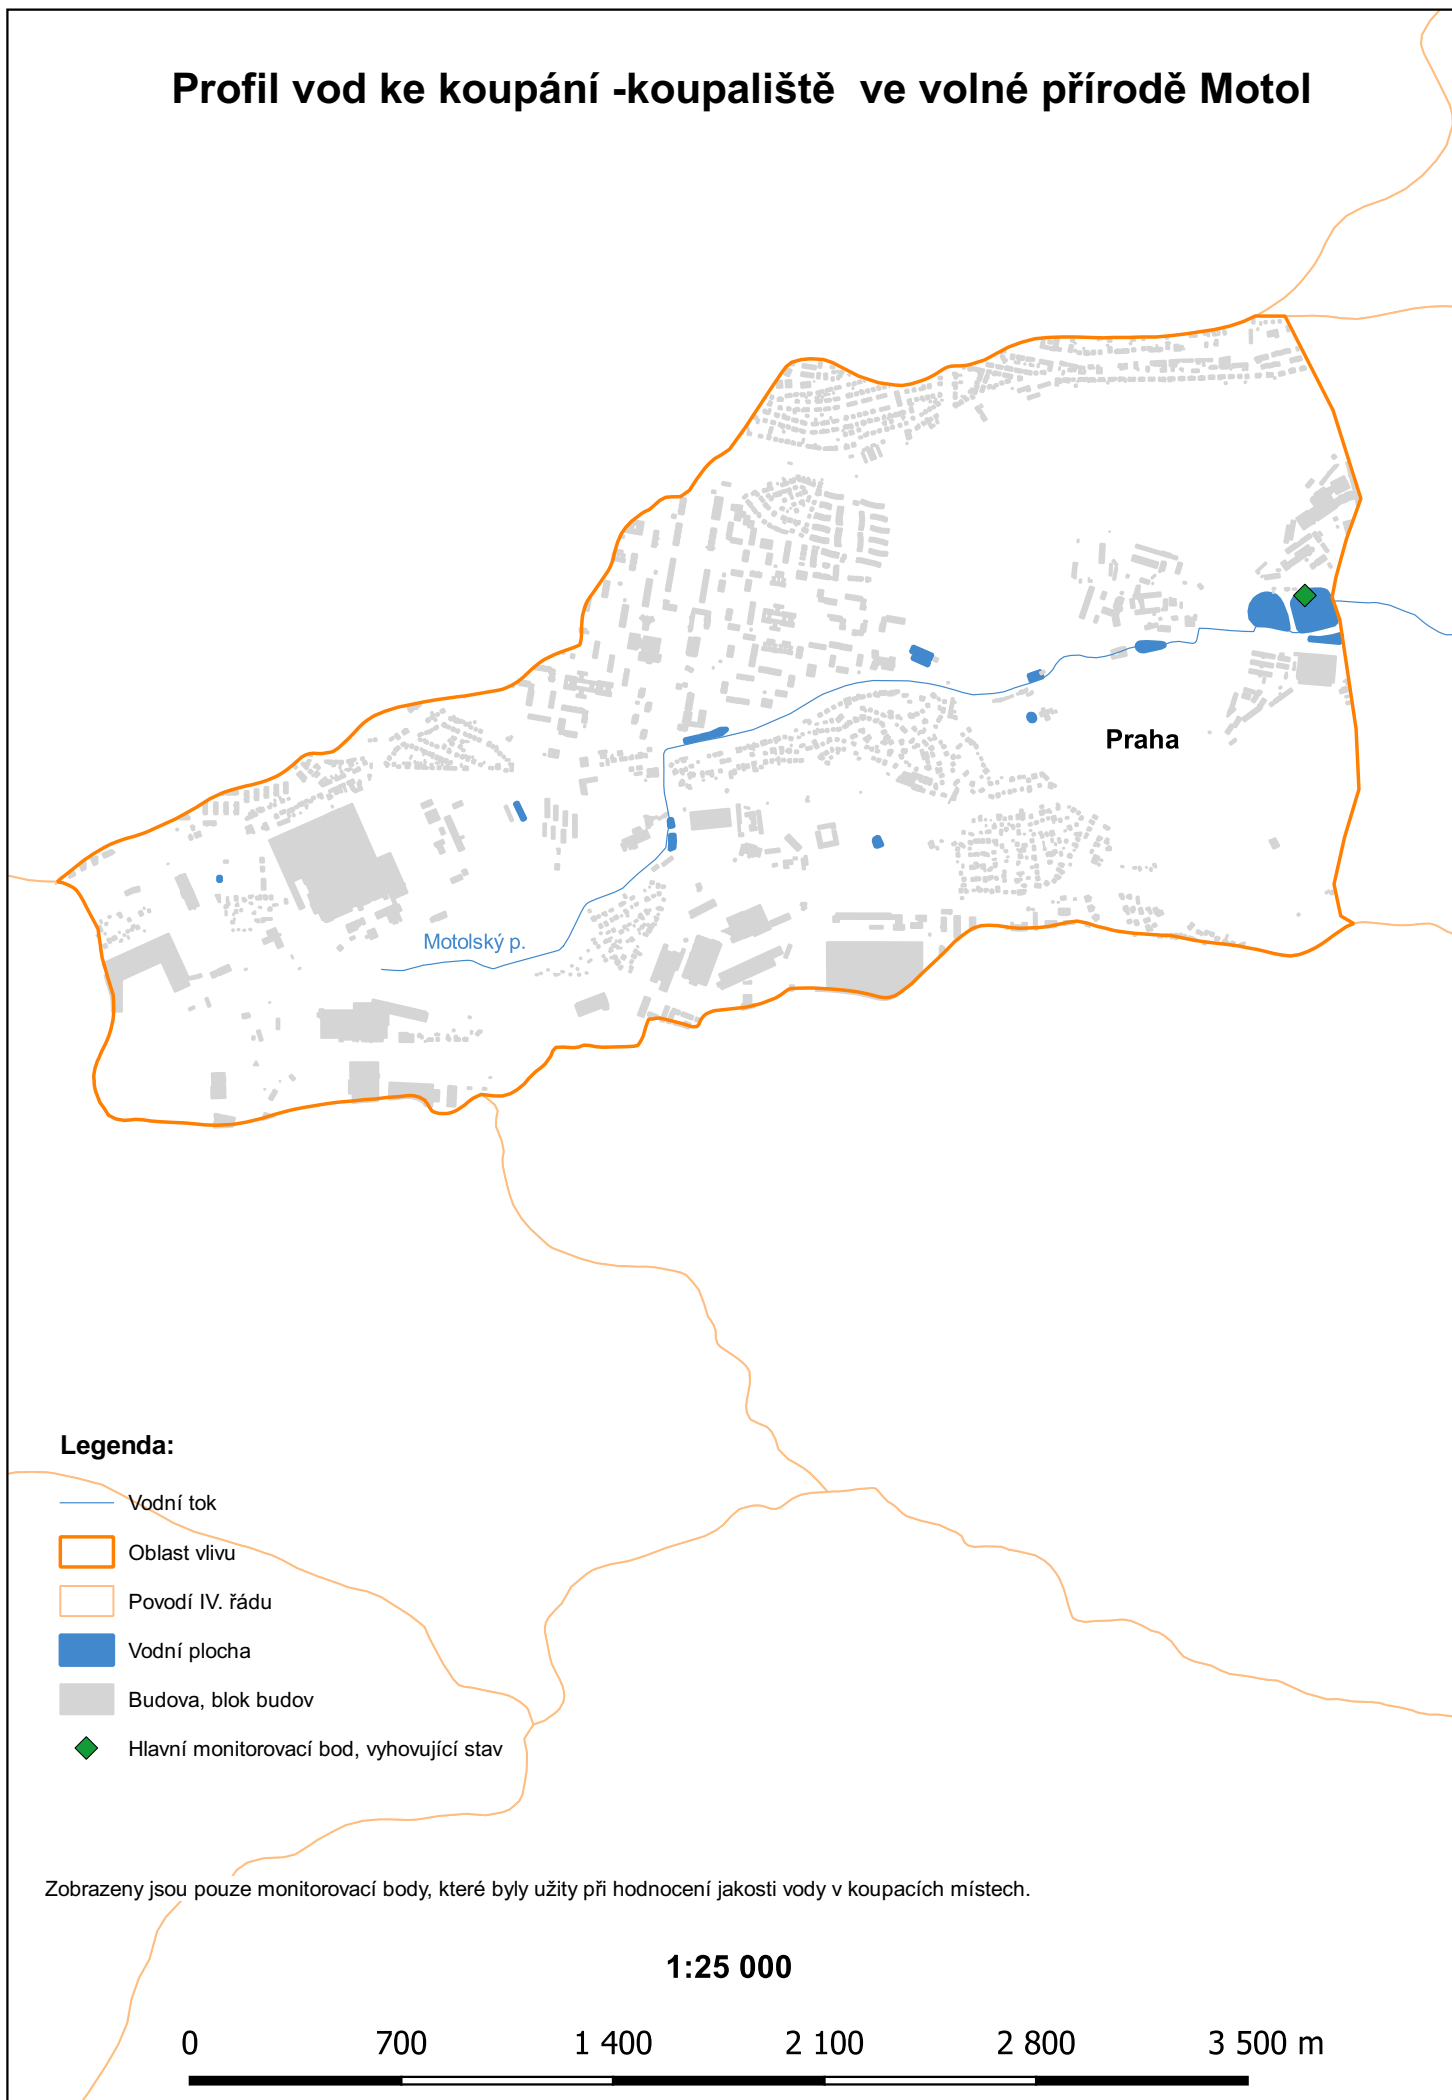 Profil vod ke koupání -koupaliště  ve volné přírodě Motol
Praha
Motolský p.
Legenda:
Vodní tok
Oblast vlivu
Povodí IV. řádu
Vodní plocha
Budova, blok budov
Hlavní monitorovací bod, vyhovující stav
Zobrazeny jsou pouze monitorovací body, které byly užity při hodnocení jakosti vody v koupacích místech.
1:25 000
0 700 1 400 2 100 2 800 3 500 m